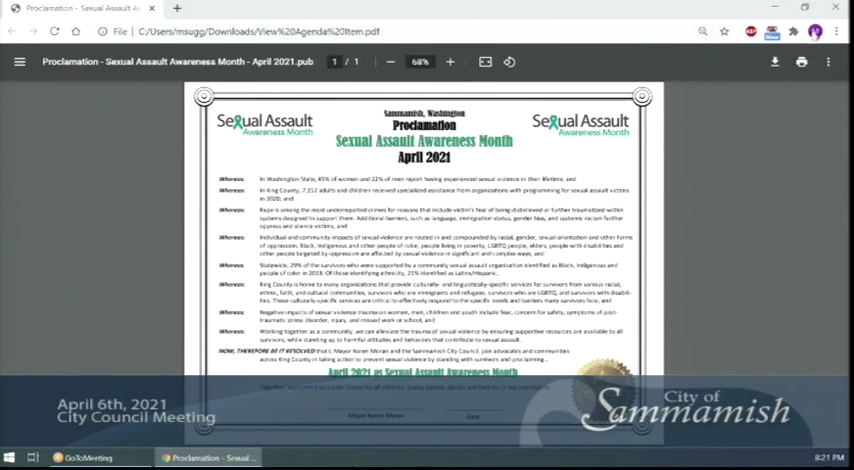 Proclamation - Sexual Assault Aw
File
C:/Users/msugg/Downloads/View%20Agenda%20Item.pdf
ABP
New
Proclamation - Sexual Assault Awareness Month - April 2021.pub
1 / 1
68%
Sexual Assault
Awareness Month
Sammamish, Washington
Proclamation
Sexual Assault Awareness Month
April 2021
Sexual Assault
Awareness Month
Whereas: In Washington State, 45% of women and 22% of men report having experienced sexual violence in their lifetime, and
Whereas: In King County, 7,352 adults and children received specialized assistance from organizations with programming for sexual assault victims
in 2020; and
Whereas: Rape is among the most underreported crimes for reasons that include victim's fear of being disbelieved or further traumatized within
systems designed to support them. Additional barriers, such as language, immigration status, gender bias, and systemic racism further
oppress and silence victims, and
Whereas: Individual and community impacts of sexual violence are rooted in and compounded by racial, gender, sexual orientation and other forms
of oppression. Black, Indigenous and other people of color, people living in poverty, LGBTQ people, elders, people with disabilities and
other people targeted by oppression are affected by sexual violence in significant and complex ways, and
Whereas: Statewide, 29% of the survivors who were supported by a community sexual assault organization identified as Black, Indigenous and
people of color in 2019. Of those identifying ethnicity, 21% identified as Latinx/Hispanic,
Whereas: King County is home to many organizations that provide culturally- and linguistically-specific services for survivors from various racial,
ethnic, faith, and cultural communities, survivors who are immigrants and refugees, survivors who are LGBTQ, and survivors with disabili-
ties. These culturally-specific services are critical to effectively respond to the specific needs and barriers many survivors face, and
Whereas: Negative impacts of sexual violence trauma on women, men, children and youth include fear, concern for safety, symptoms of post-
traumatic stress disorder, injury, and missed work or school, and
Whereas: Working together as a community, we can alleviate the trauma of sexual violence by ensuring supportive resources are available to all
survivors, while standing up to harmful attitudes and behaviors that contribute to sexual assault.
NOW, THEREFORE BE IT RESOLVED that I, Mayor Karen Moran and the Sammamish City Council, join advocates and communities
across King County in taking action to prevent sexual violence by standing with survivors and proclaiming...
April 2021 as Sexual Assault Awareness Month
Together, we commit to a safer future for all children, young people, adults, and families in our community.
Mayor Karen Moran
Date
April 6th, 2021
City Council Meeting
City of
Sammamish
GoToMeeting
Proclamation - Sexual ...
8:21 PM